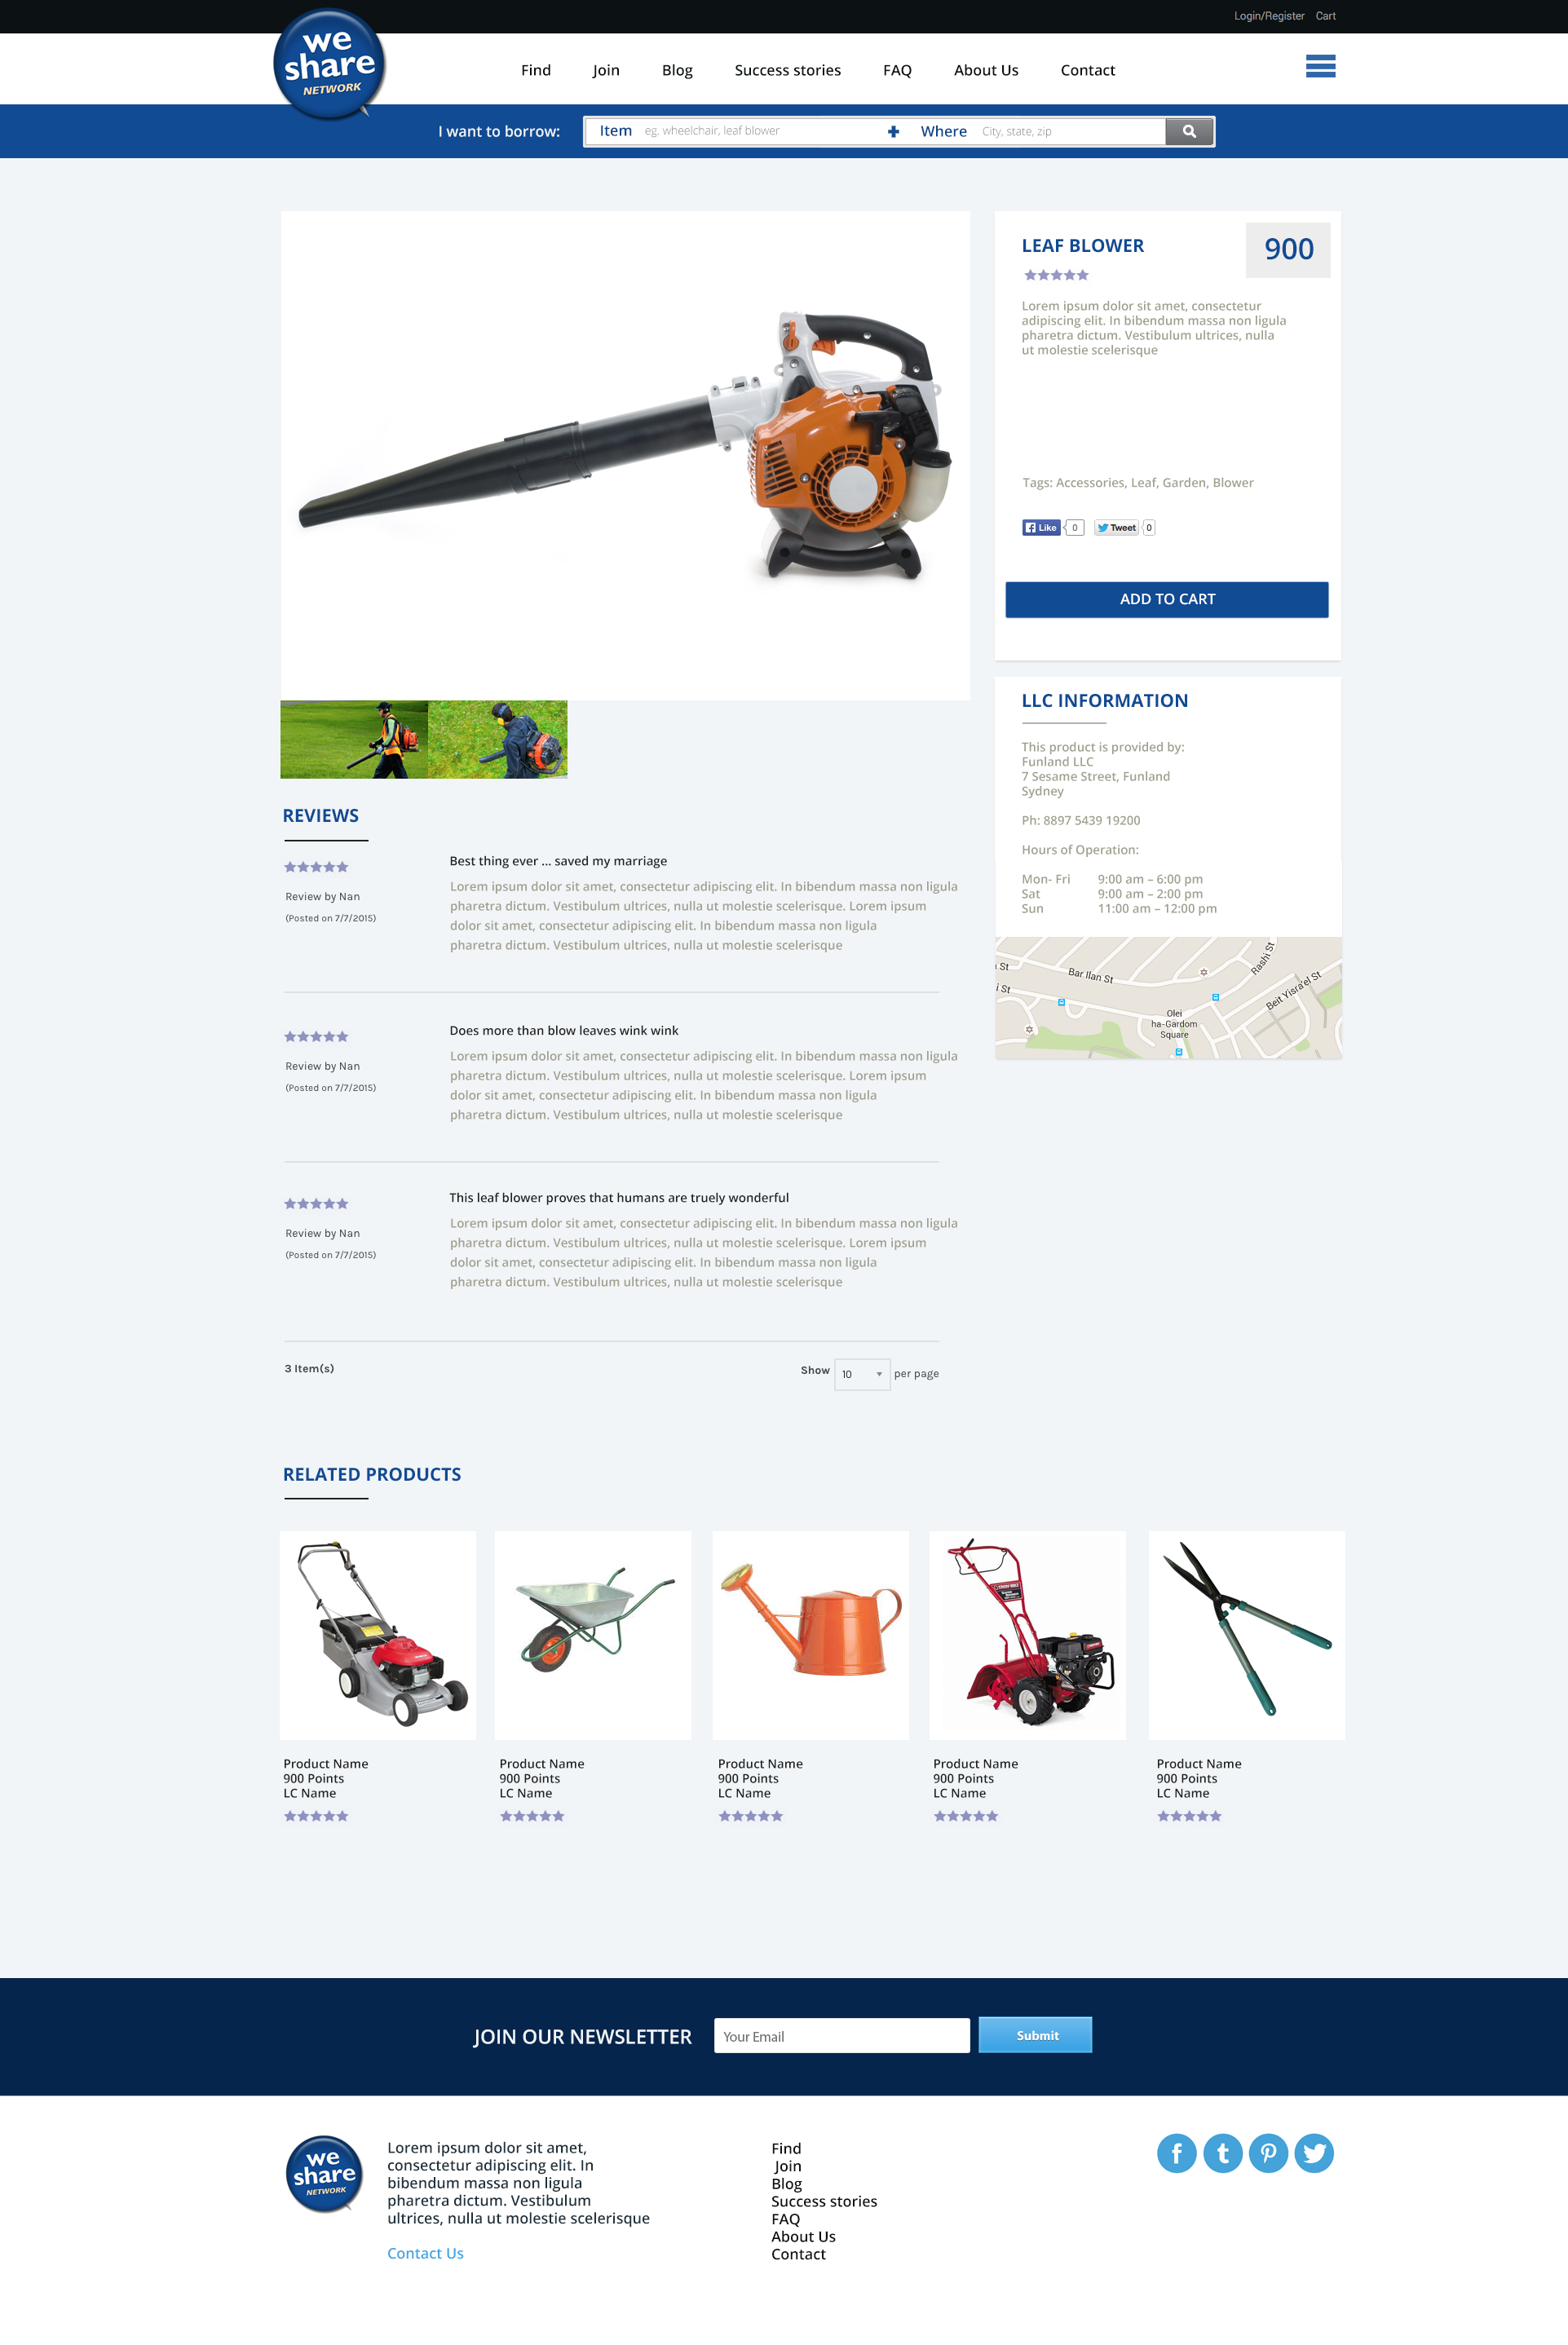 Login/Register Cart
we
share
NETWORK
Find Join Blog Success stories FAQ About Us Contact
I want to borrow: Item eg. wheelchair, leaf blower Where City, state, zip
LEAF BLOWER
900
Lorem ipsum dolor sit amet, consectetur
adipiscing elit. In bibendum massa non ligula
pharetra dictum. Vestibulum ultrices, nulla
ut molestie scelerisque
Tags: Accessories, Leaf, Garden, Blower
Like 0 Tweet 0
ADD TO CART
LLC INFORMATION
This product is provided by:
Funland LLC
7 Sesame Street, Funland
Sydney
Ph: 8897 5439 19200
Hours of Operation:
Mon- Fri 9:00 am – 6:00 pm
Sat 9:00 am – 2:00 pm
Sun 11:00 am – 12:00 pm
St
Bar Ilan St
Rashi St
i St
Beit Yisra'el St
Olei
ha-Gardom
Square
REVIEWS
Best thing ever ... saved my marriage
Review by Nan
(Posted on 7/7/2015)
Lorem ipsum dolor sit amet, consectetur adipiscing elit. In bibendum massa non ligula
pharetra dictum. Vestibulum ultrices, nulla ut molestie scelerisque. Lorem ipsum
dolor sit amet, consectetur adipiscing elit. In bibendum massa non ligula
pharetra dictum. Vestibulum ultrices, nulla ut molestie scelerisque
Does more than blow leaves wink wink
Review by Nan
(Posted on 7/7/2015)
Lorem ipsum dolor sit amet, consectetur adipiscing elit. In bibendum massa non ligula
pharetra dictum. Vestibulum ultrices, nulla ut molestie scelerisque. Lorem ipsum
dolor sit amet, consectetur adipiscing elit. In bibendum massa non ligula
pharetra dictum. Vestibulum ultrices, nulla ut molestie scelerisque
This leaf blower proves that humans are truely wonderful
Review by Nan
(Posted on 7/7/2015)
Lorem ipsum dolor sit amet, consectetur adipiscing elit. In bibendum massa non ligula
pharetra dictum. Vestibulum ultrices, nulla ut molestie scelerisque. Lorem ipsum
dolor sit amet, consectetur adipiscing elit. In bibendum massa non ligula
pharetra dictum. Vestibulum ultrices, nulla ut molestie scelerisque
3 Item(s)
Show 10 per page
RELATED PRODUCTS
Product Name
900 Points
LC Name
Product Name
900 Points
LC Name
Product Name
900 Points
LC Name
Product Name
900 Points
LC Name
Product Name
900 Points
LC Name
JOIN OUR NEWSLETTER Your Email Submit
we
share
NETWORK
Lorem ipsum dolor sit amet,
consectetur adipiscing elit. In
bibendum massa non ligula
pharetra dictum. Vestibulum
ultrices, nulla ut molestie scelerisque
Contact Us
Find
Join
Blog
Success stories
FAQ
About Us
Contact